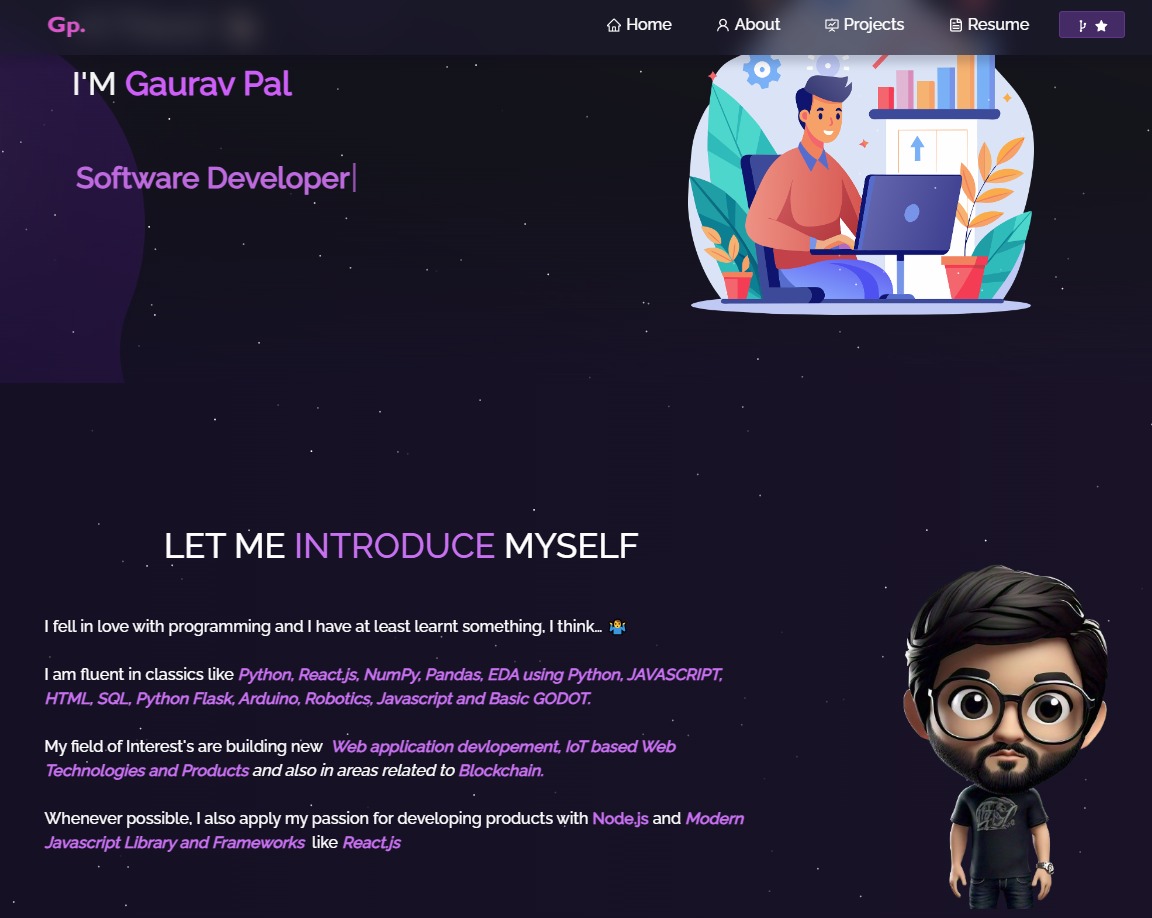 Gp.
Home
About
Projects
Resume
I'M Gaurav Pal
Software Developer
LET ME INTRODUCE MYSELF
I fell in love with programming and I have at least learnt something, I think… 🤷‍♂️
I am fluent in classics like Python, React.js, NumPy, Pandas, EDA using Python, JAVASCRIPT,
HTML, SQL, Python Flask, Arduino, Robotics, Javascript and Basic GODOT.
My field of Interest's are building new Web application devlopement, IoT based Web
Technologies and Products and also in areas related to Blockchain.
Whenever possible, I also apply my passion for developing products with Node.js and Modern
Javascript Library and Frameworks like React.js